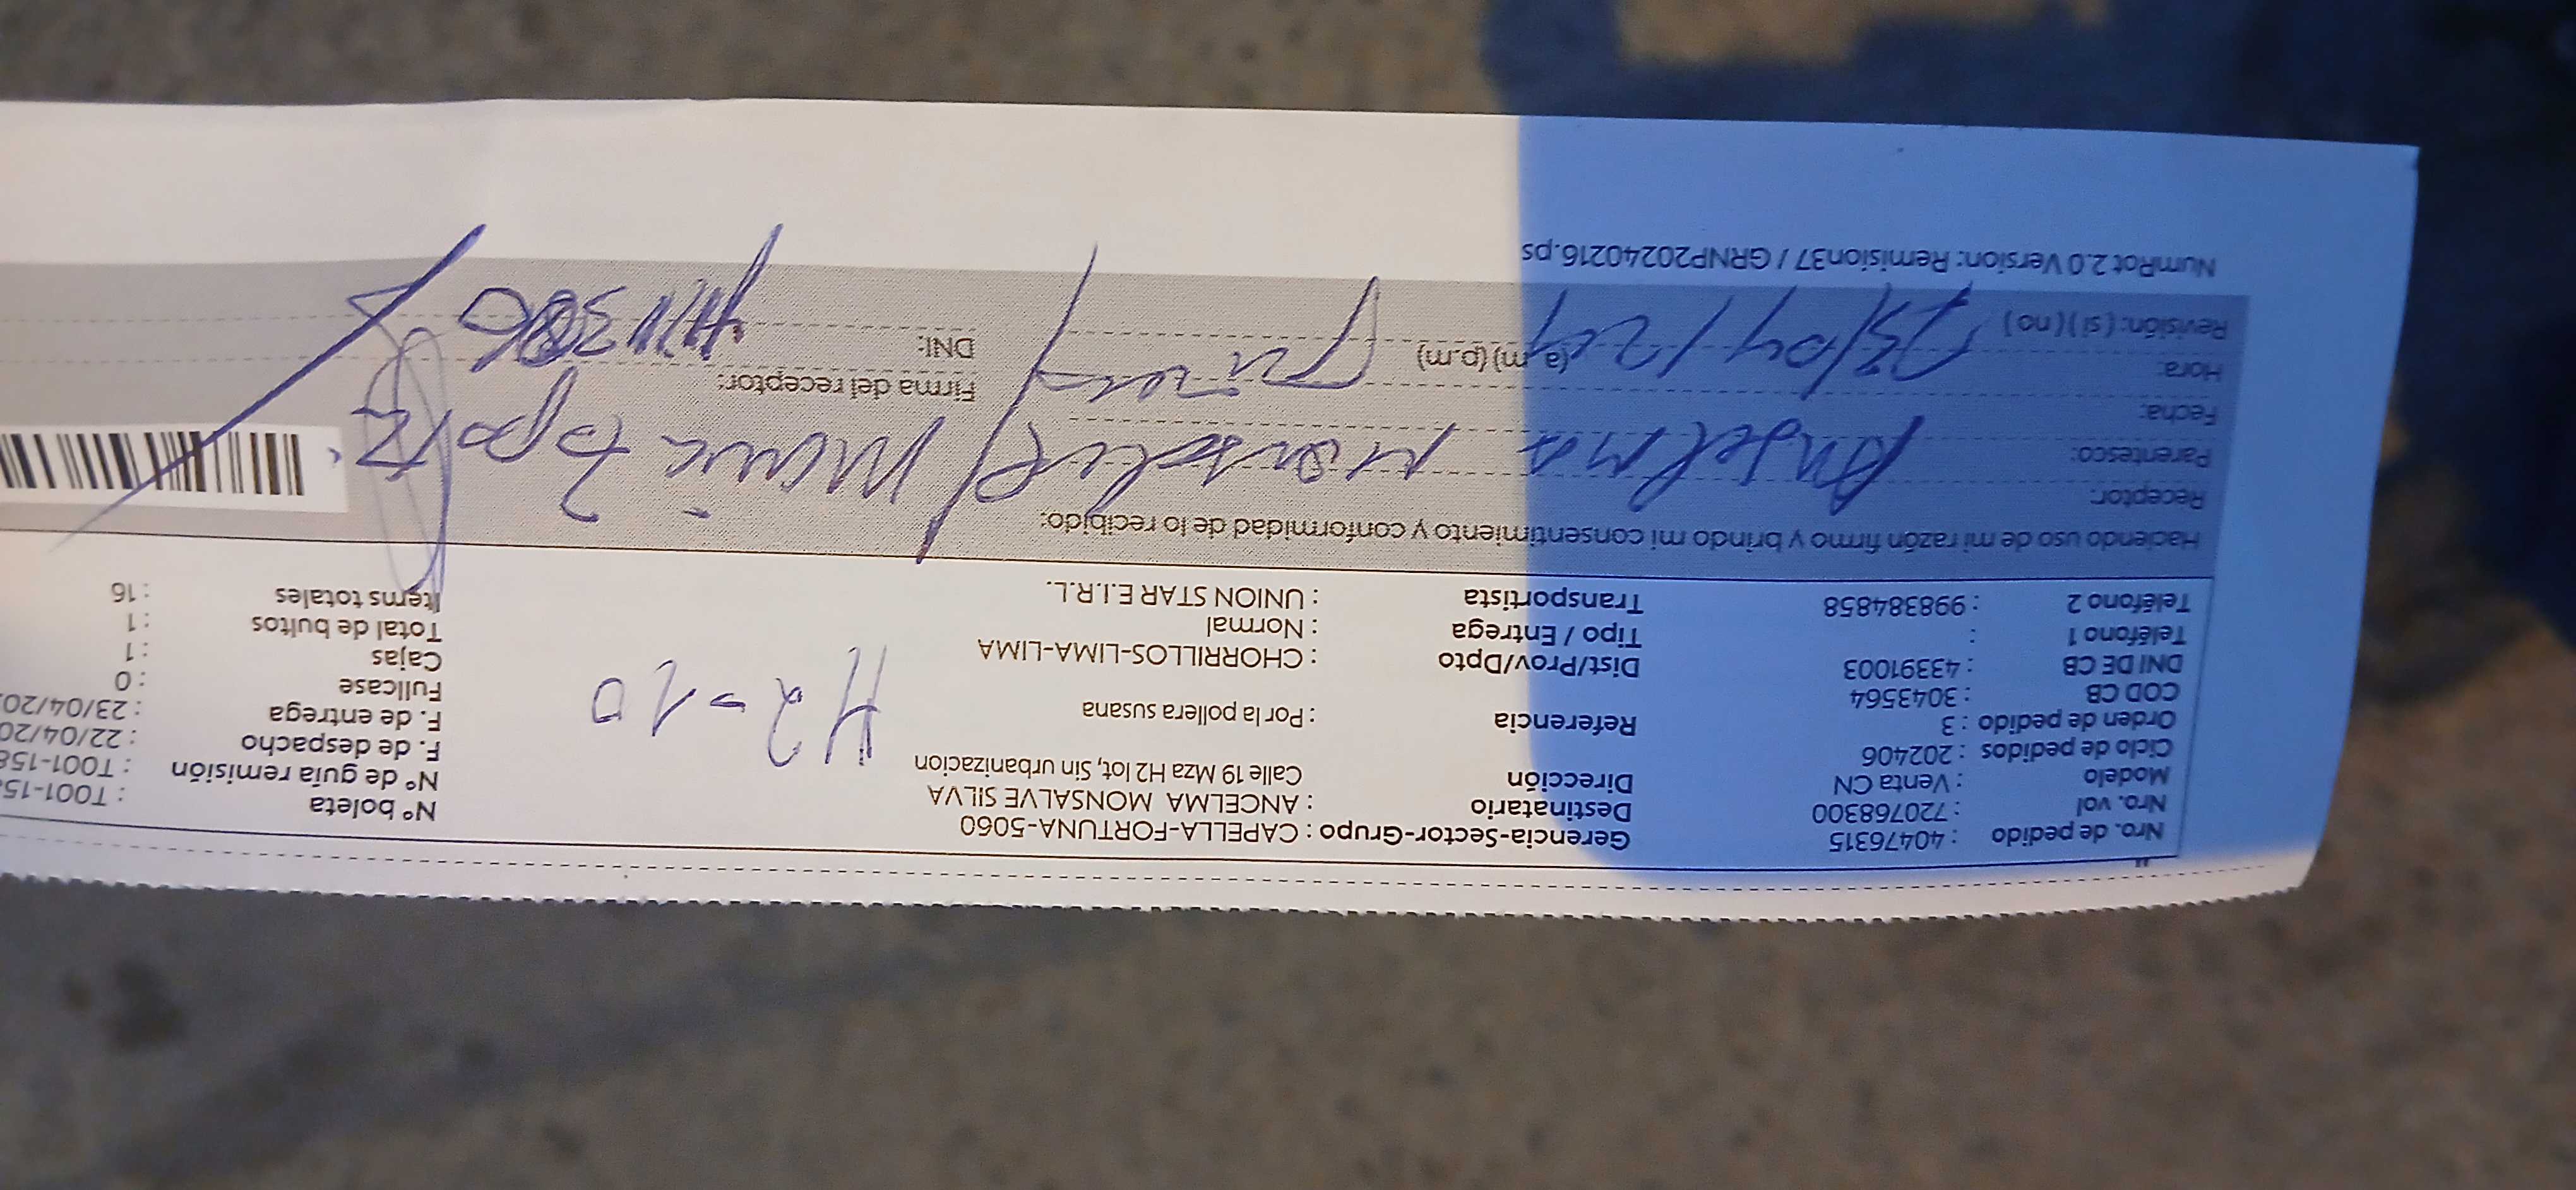 Nro. de pedido : 40476315 Gerencia-Sector-Grupo : CAPELLA-FORTUNA-5060
Nro. vol : 720768300 Destinatario : ANCELMA MONSALVE SILVA Nº boleta : T001-15
Modelo : Venta CN Dirección Calle 19 Mza H2 lot, Sin urbanizacion Nº de guía remisión : T001-158
Ciclo de pedidos : 202406 F. de despacho : 22/04/20
Orden de pedido : 3 Referencia : Por la pollera susana F. de entrega : 23/04/20
COD CB : 3043564 H2-10 Fullcase : 0
DNI DE CB : 43391003 Dist/Prov/Dpto : CHORRILLOS-LIMA-LIMA Cajas : 1
Teléfono 1 : Tipo / Entrega : Normal Total de bultos : 1
Teléfono 2 : 998384858 Transportista : UNION STAR E.I.R.L. Items totales : 16
Haciendo uso de mi razón firmo y brindo mi consentimiento y conformidad de lo recibido:
Receptor:
Parentesco:
Fecha:
Hora: (a.m) (p.m) Firma del receptor:
Revisión: ( si ) ( no ) DNI:
NumRot 2.0 Version: Remision37 / GRNP20240216.ps